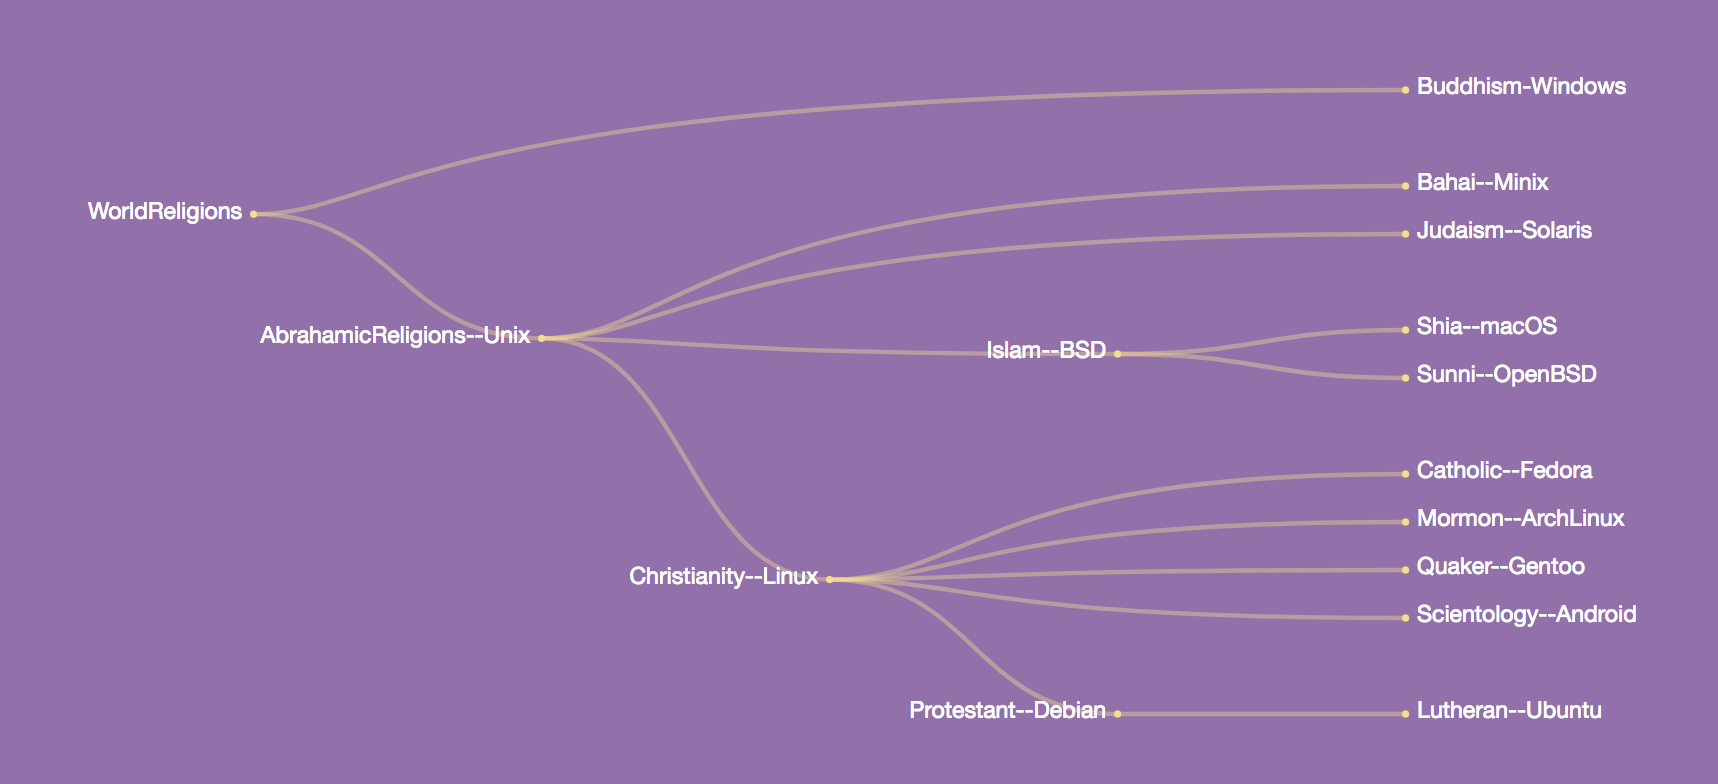 Buddhism-Windows
WorldReligions
Bahai--Minix
Judaism--Solaris
AbrahamicReligions--Unix
Shia--macOS
Islam--BSD
Sunni--OpenBSD
Catholic--Fedora
Mormon--ArchLinux
Christianity--Linux
Quaker--Gentoo
Scientology--Android
Protestant--Debian
Lutheran--Ubuntu